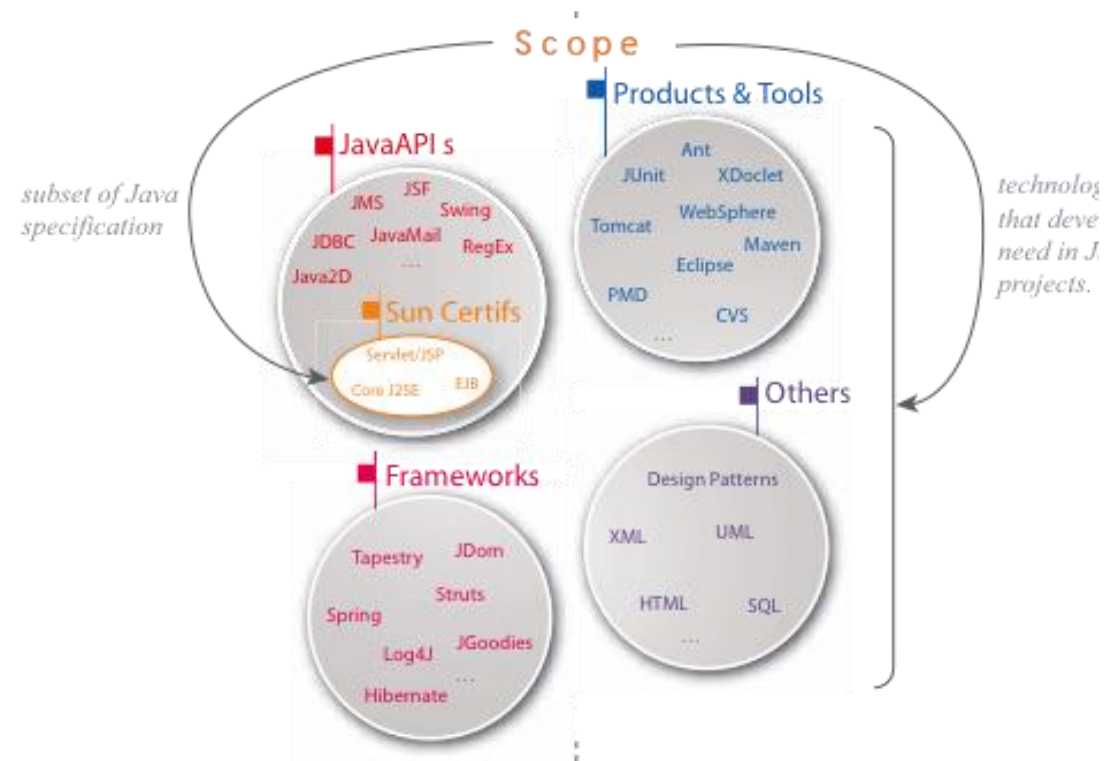 Scope
subset of Java
specification
JavaAPI s
JMS
JSF
Swing
JDBC
JavaMail
RegEx
...
Java2D
Sun Certifs
Servlet/JSP
Core J2SE
EJB
Products & Tools
Ant
JUnit
XDoclet
Tomcat
WebSphere
Maven
Eclipse
PMD
CVS
...
that
need in
projects.
Frameworks
Tapestry
JDom
Struts
Spring
Log4J
JGoodies
...
Hibernate
Others
Design Patterns
XML
UML
HTML
SQL
...